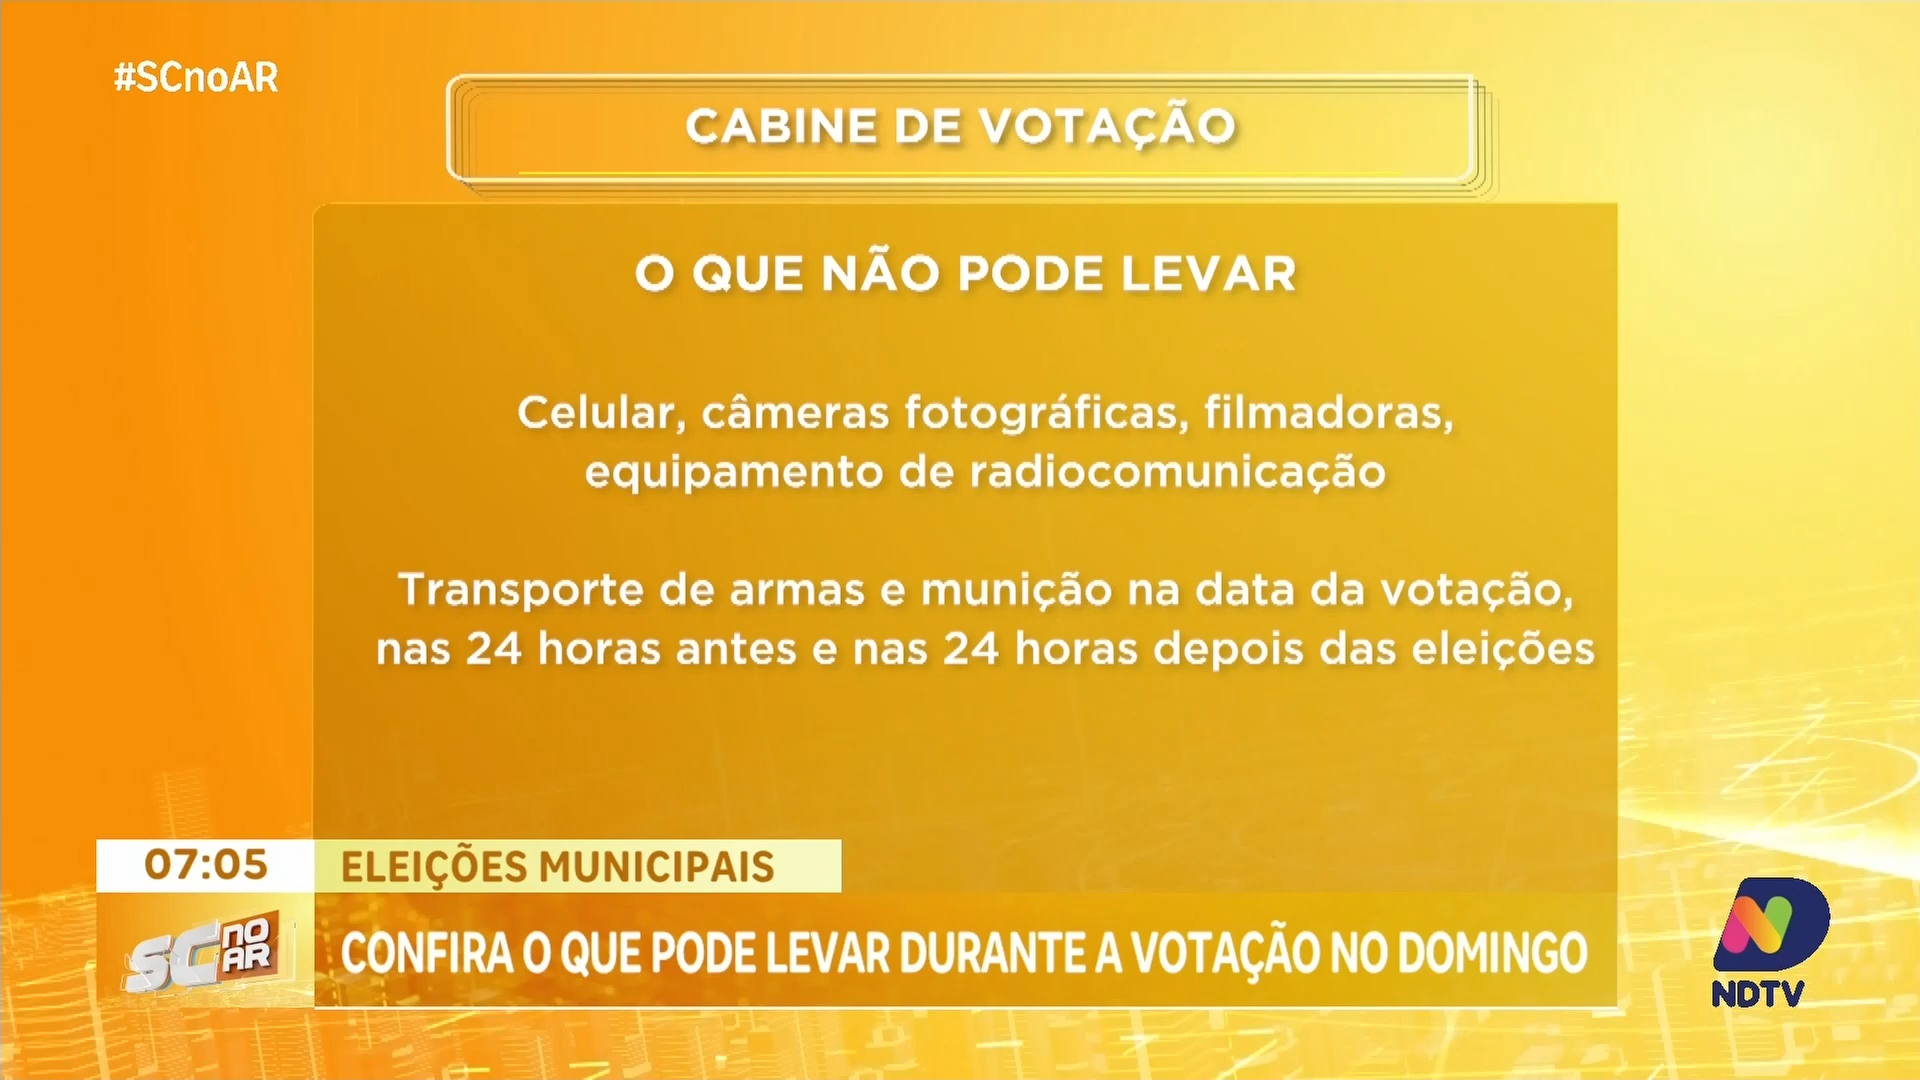 #SCnoAR
CABINE DE VOTAÇÃO
O QUE NÃO PODE LEVAR
Celular, câmeras fotográficas, filmadoras,
equipamento de radiocomunicação
Transporte de armas e munição na data da votação,
nas 24 horas antes e nas 24 horas depois das eleições
07:05
ELEIÇÕES MUNICIPAIS
SC NO AR
CONFIRA O QUE PODE LEVAR DURANTE A VOTAÇÃO NO DOMINGO
NDTV